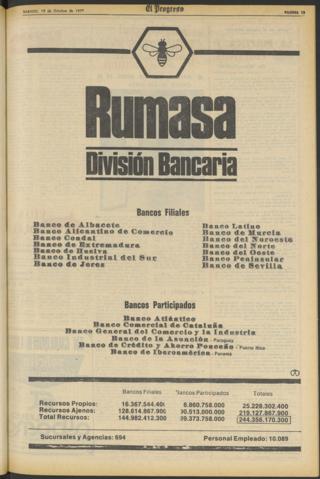 SABADO, 15 de Octubre de 1977
El Progreso
PAGINA 15
Rumasa
División Bancaria
Bancos Filiales
Banco de Albacete
Banco Alicantino de Comercio
Banco Condal
Banco de Extremadura
Banco de Huelva
Banco Industrial del Sur
Banco de Jerez
Banco Latino
Banco de Murcia
Banco del Noroeste
Banco del Norte
Banco del Oeste
Banco Peninsular
Banco de Sevilla
Bancos Participados
Banco Atlántico
Banco Comercial de Cataluña
Banco General del Comercio y la Industria
Banco de la Asunción - Paraguay
Banco de Crédito y Ahorro Ponceño - Puerto Rico
Banco de Iberoamérica - Panamá
Bancos Filiales Bancos Participados Totales
Recursos Propios: 16.367.544.400 8.860.758.000 25.228.302.400
Recursos Ajenos: 128.614.867.900 90.513.000.000 219.127.867.900
Total Recursos: 144.982.412.300 99.373.758.000 244.356.170.300
Sucursales y Agencias: 694 Personal Empleado: 10.089